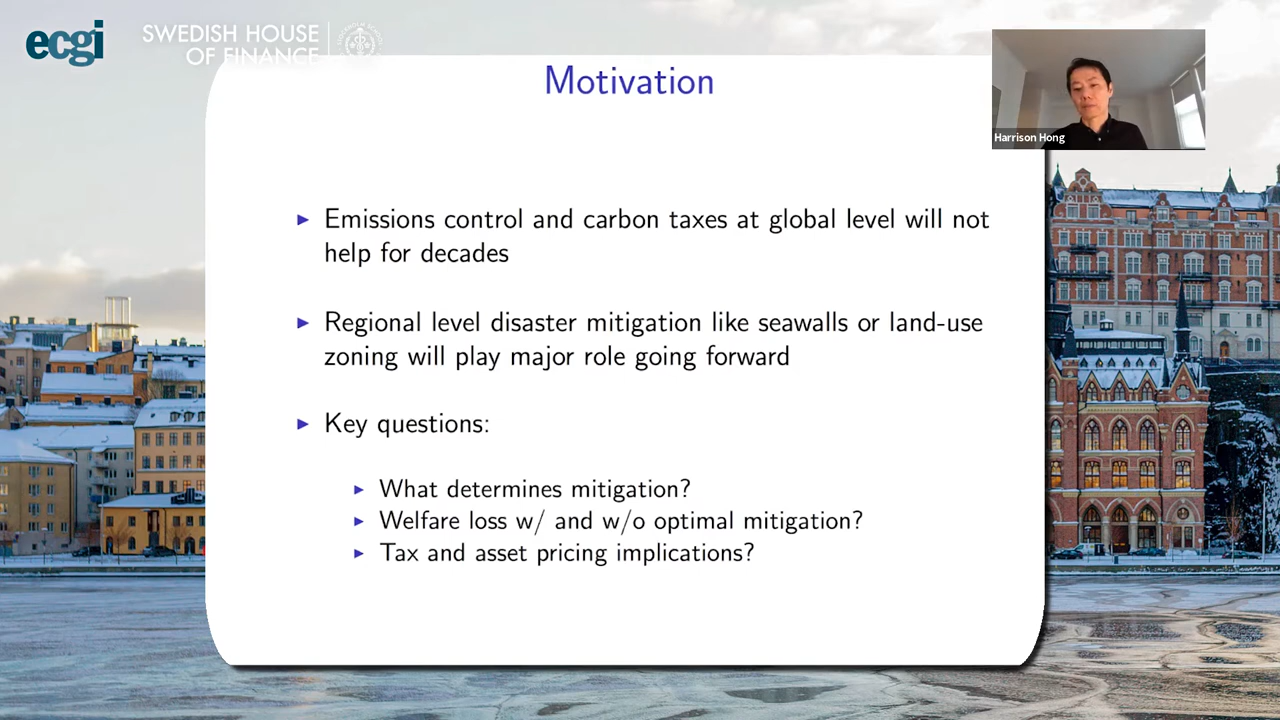 ecgi
SWEDISH HOUSE
OF FINANCE
Motivation
Harrison Hong
▶ Emissions control and carbon taxes at global level will not
help for decades
▶ Regional level disaster mitigation like seawalls or land-use
zoning will play major role going forward
▶ Key questions:
▶ What determines mitigation?
▶ Welfare loss w/ and w/o optimal mitigation?
▶ Tax and asset pricing implications?